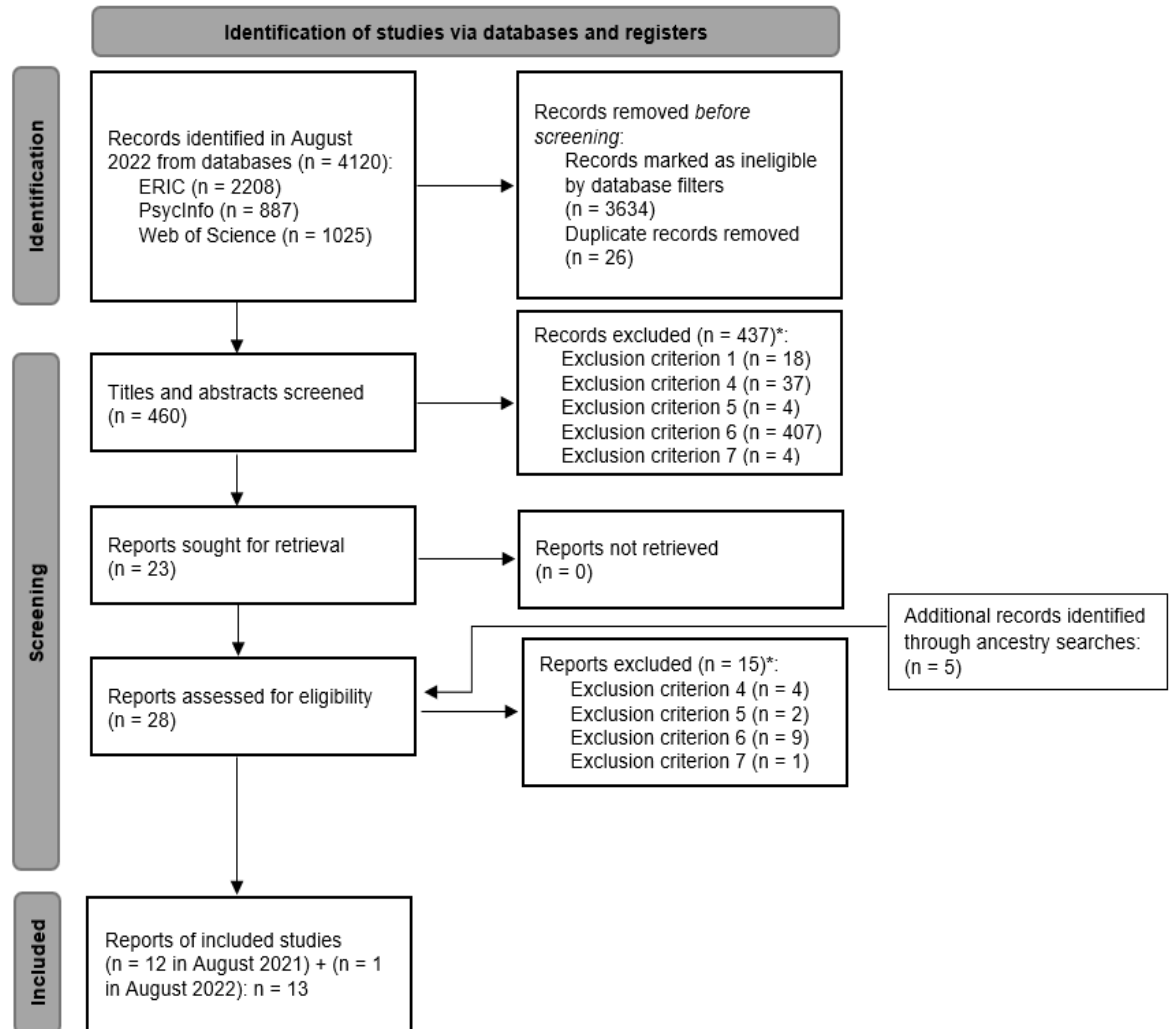 Identification of studies via databases and registers
Identification
Records identified in August
2022 from databases (n = 4120):
ERIC (n = 2208)
PsycInfo (n = 887)
Web of Science (n = 1025)
Records removed before
screening:
Records marked as ineligible
by database filters
(n = 3634)
Duplicate records removed
(n = 26)
Screening
Titles and abstracts screened
(n = 460)
Records excluded (n = 437)*:
Exclusion criterion 1 (n = 18)
Exclusion criterion 4 (n = 37)
Exclusion criterion 5 (n = 4)
Exclusion criterion 6 (n = 407)
Exclusion criterion 7 (n = 4)
Reports sought for retrieval
(n = 23)
Reports not retrieved
(n = 0)
Additional records identified
through ancestry searches:
(n = 5)
Reports assessed for eligibility
(n = 28)
Reports excluded (n = 15)*:
Exclusion criterion 4 (n = 4)
Exclusion criterion 5 (n = 2)
Exclusion criterion 6 (n = 9)
Exclusion criterion 7 (n = 1)
Included
Reports of included studies
(n = 12 in August 2021) + (n = 1
in August 2022): n = 13